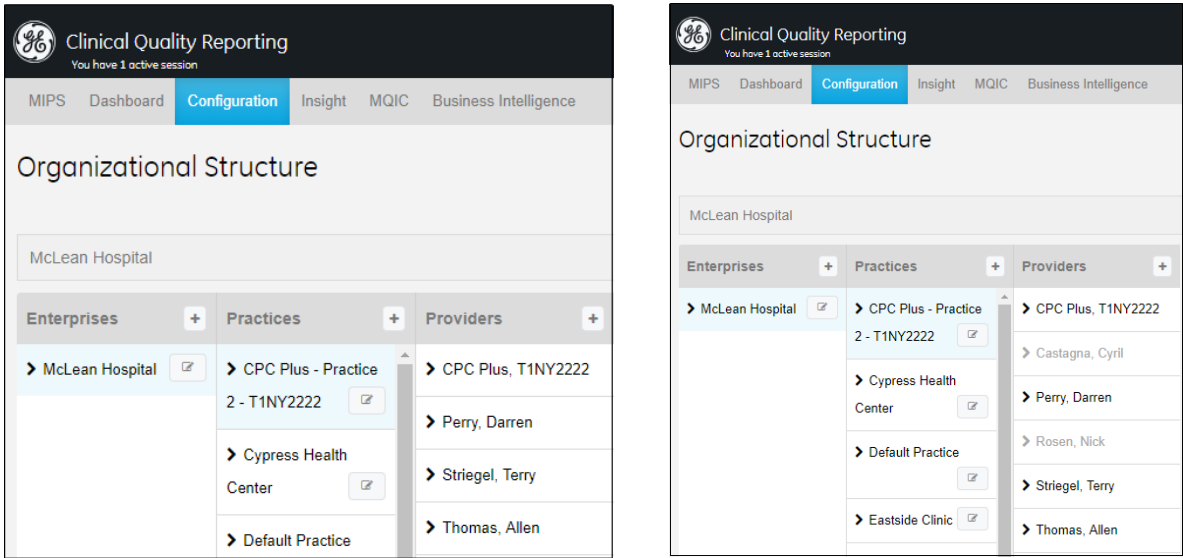 Clinical Quality Reporting
You have 1 active session
MIPS Dashboard Configuration Insight MQIC Business Intelligence
Organizational Structure
McLean Hospital
Enterprises + Practices + Providers +
McLean Hospital
CPC Plus - Practice
2 - T1NY2222
Cypress Health
Center
Default Practice
CPC Plus, T1NY2222
Perry, Darren
Striegel, Terry
Thomas, Allen
Clinical Quality Reporting
You have 1 active session
MIPS Dashboard Configuration Insight MQIC Business Intelligence
Organizational Structure
McLean Hospital
Enterprises + Practices + Providers +
McLean Hospital
CPC Plus - Practice
2 - T1NY2222
Cypress Health
Center
Default Practice
Eastside Clinic
CPC Plus, T1NY2222
Castagna, Cyril
Perry, Darren
Rosen, Nick
Striegel, Terry
Thomas, Allen